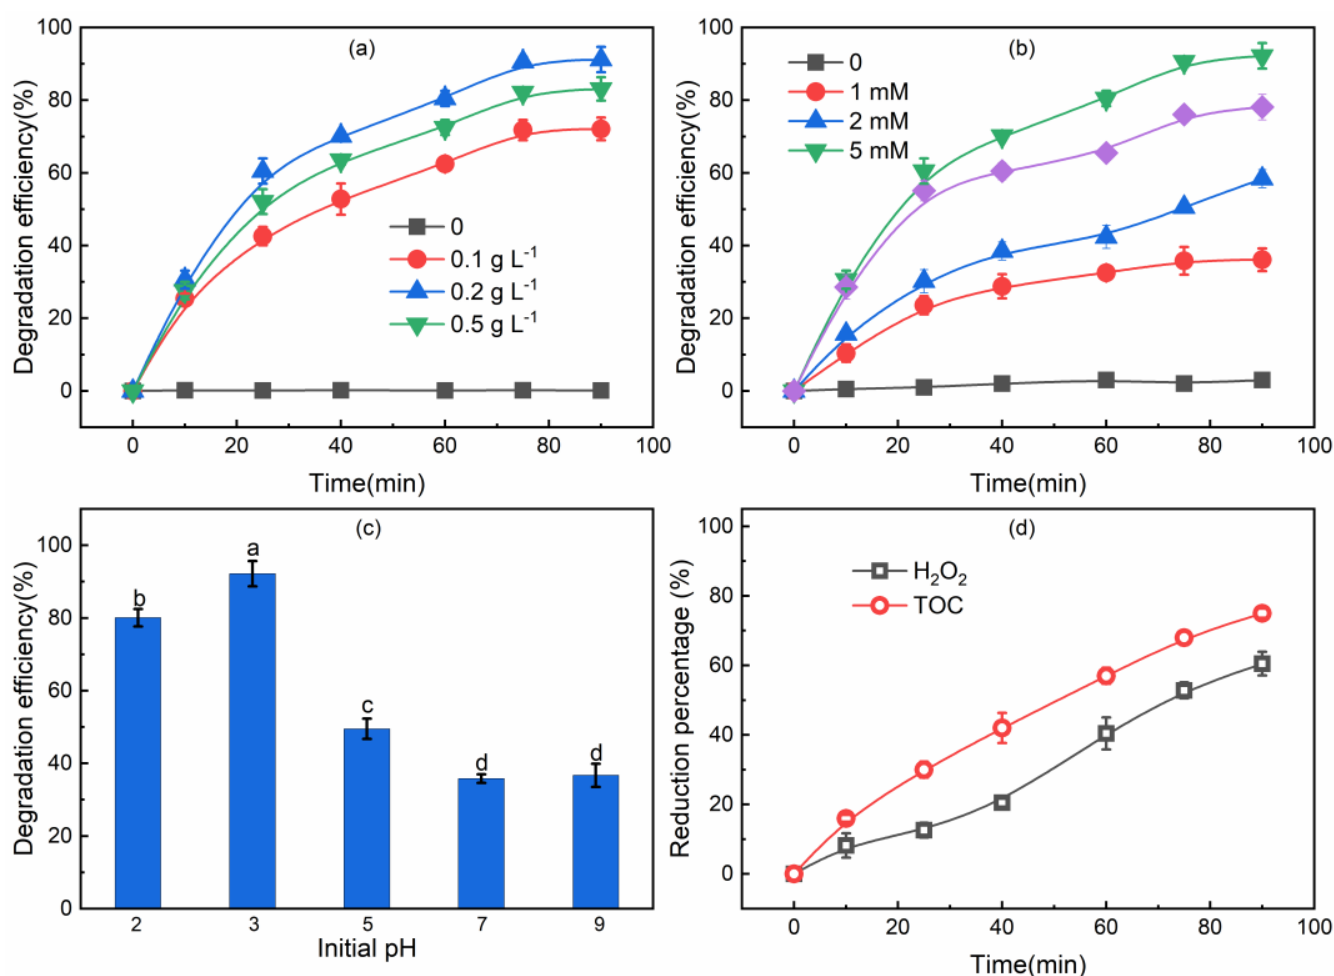 (a)
Degradation efficiency(%)
100
80
60
40
20
0
0
0.1 g L⁻¹
0.2 g L⁻¹
0.5 g L⁻¹
0 20 40 60 80 100
Time(min)
(b)
Degradation efficiency(%)
100
80
60
40
20
0
0
1 mM
2 mM
5 mM
0 20 40 60 80 100
Time(min)
(c)
Degradation efficiency(%)
100
80
60
40
20
0
b
a
c
d
d
2 3 5 7 9
Initial pH
(d)
Reduction percentage (%)
100
80
60
40
20
0
H₂O₂
TOC
0 20 40 60 80 100
Time(min)